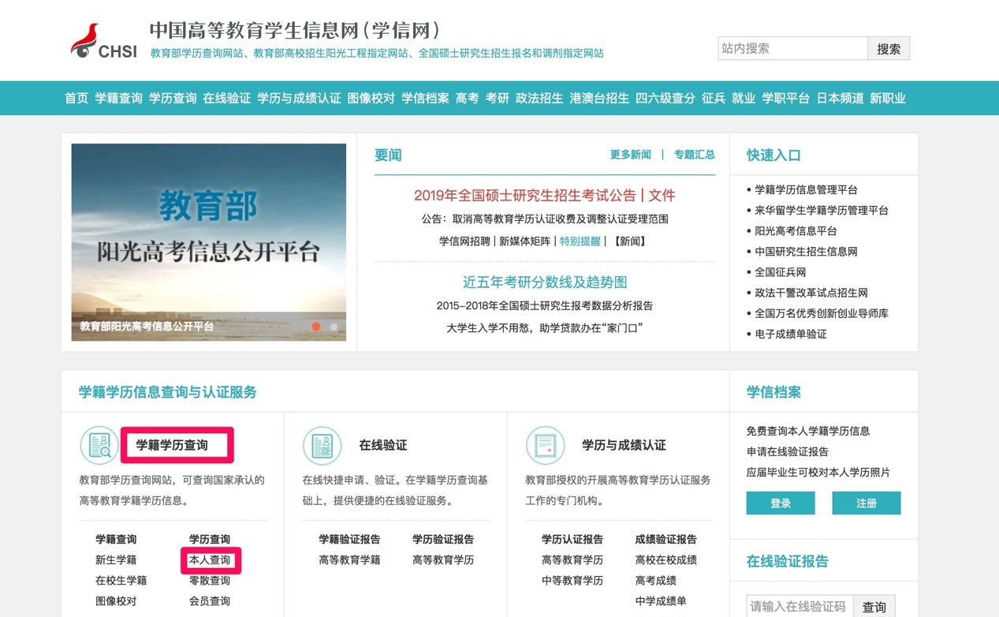 CHSI
中国高等教育学生信息网（学信网）
教育部学历查询网站、教育部高校招生阳光工程指定网站、全国硕士研究生招生报名和调剂指定网站
站内搜索 搜索
首页 学籍查询 学历查询 在线验证 学历与成绩认证 图像校对 学信档案 高考 考研 政法招生 港澳台招生 四六级查分 征兵 就业 学职平台 日本频道 新职业
教育部
阳光高考信息公开平台
教育部阳光高考信息公开平台
要闻 更多新闻 | 专题汇总
2019年全国硕士研究生招生考试公告 | 文件
公告：取消高等教育学历认证收费及调整认证受理范围
学信网招聘 | 新媒体矩阵 | 特别提醒 | 【新闻】
近五年考研分数线及趋势图
2015–2018年全国硕士研究生报考数据分析报告
大学生入学不用愁，助学贷款办在“家门口”
快速入口
• 学籍学历信息管理平台
• 来华留学生学籍学历管理平台
• 阳光高考信息平台
• 中国研究生招生信息网
• 全国征兵网
• 政法干警改革试点招生网
• 全国万名优秀创新创业导师库
• 电子成绩单验证
学籍学历信息查询与认证服务
学籍学历查询
教育部学历查询网站，可查询国家承认的
高等教育学籍学历信息。
学籍查询 学历查询
新生学籍 本人查询
在校生学籍 零散查询
图像校对 会员查询
在线验证
在线快捷申请、验证。在学籍学历查询基
础上，提供便捷的在线验证服务。
学籍验证报告 学历验证报告
高等教育学籍 高等教育学历
学历与成绩认证
教育部授权的开展高等教育学历认证服务
工作的专门机构。
学历认证报告 成绩验证报告
高等教育学历 高校在校成绩
中等教育学历 高考成绩
中学成绩单
学信档案
免费查询本人学籍学历信息
申请在线验证报告
应届毕业生可校对本人学历照片
登录 注册
在线验证报告
请输入在线验证码 查询